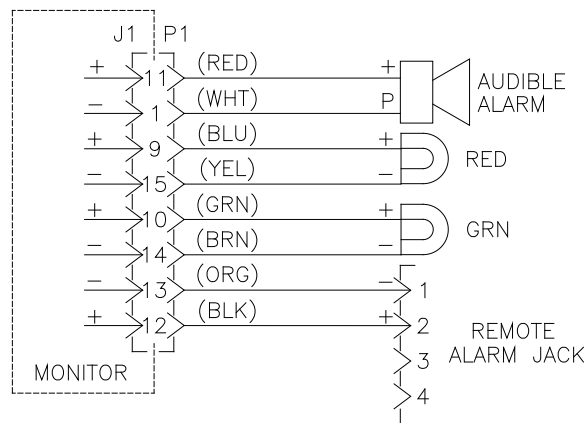 J1 P1
+ 11 (RED) + AUDIBLE
− 1 (WHT) P ALARM
+ 9 (BLU) + RED
− 15 (YEL) −
+ 10 (GRN) + GRN
− 14 (BRN) −
− 13 (ORG) − 1
+ 12 (BLK) + 2
REMOTE
ALARM JACK
3
4
MONITOR